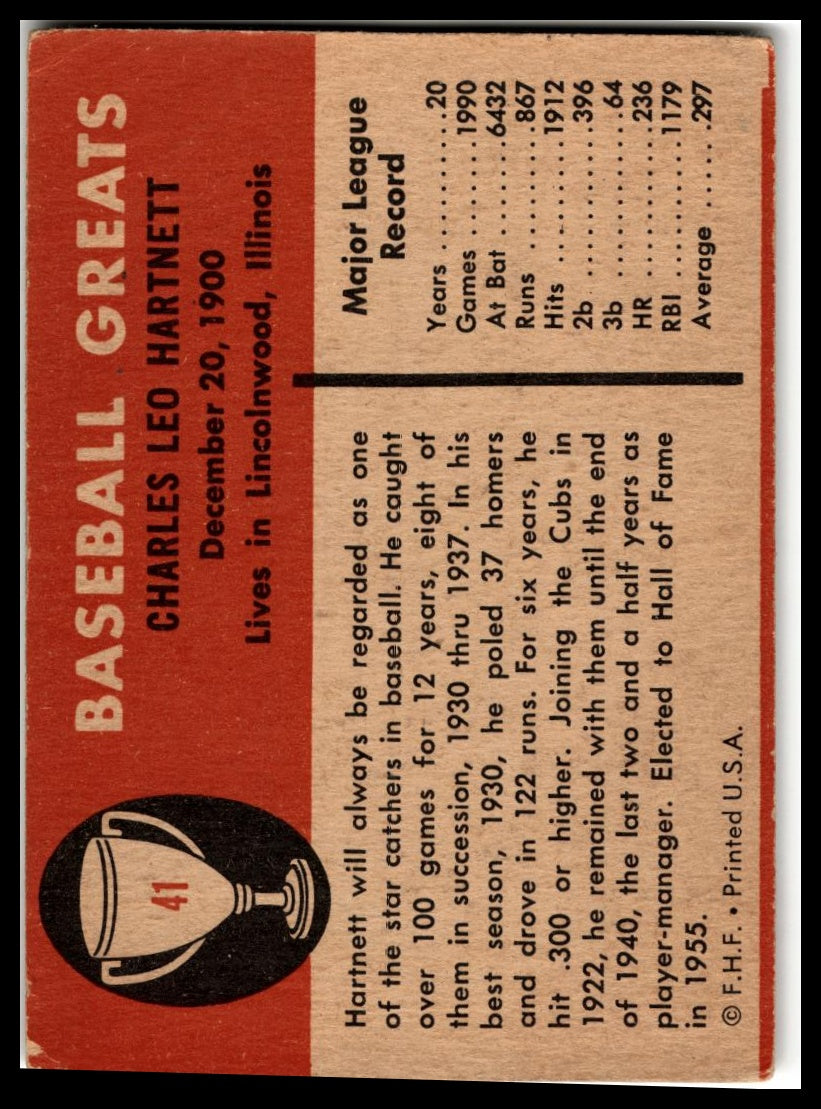 41
BASEBALL GREATS
CHARLES LEO HARTNETT
December 20, 1900
Lives in Lincolnwood, Illinois
Hartnett will always be regarded as one
of the star catchers in baseball. He caught
over 100 games for 12 years, eight of
them in succession, 1930 thru 1937. In his
best season, 1930, he poled 37 homers
and drove in 122 runs. For six years, he
hit .300 or higher. Joining the Cubs in
1922, he remained with them until the end
of 1940, the last two and a half years as
player-manager. Elected to Hall of Fame
in 1955.
© F.H.F. • Printed U.S.A.
Major League
Record
Years ..........20
Games .......1990
At Bat .......6432
Runs ..........867
Hits .........1912
2b ...........396
3b ............64
HR ...........236
RBI .........1179
Average ......297